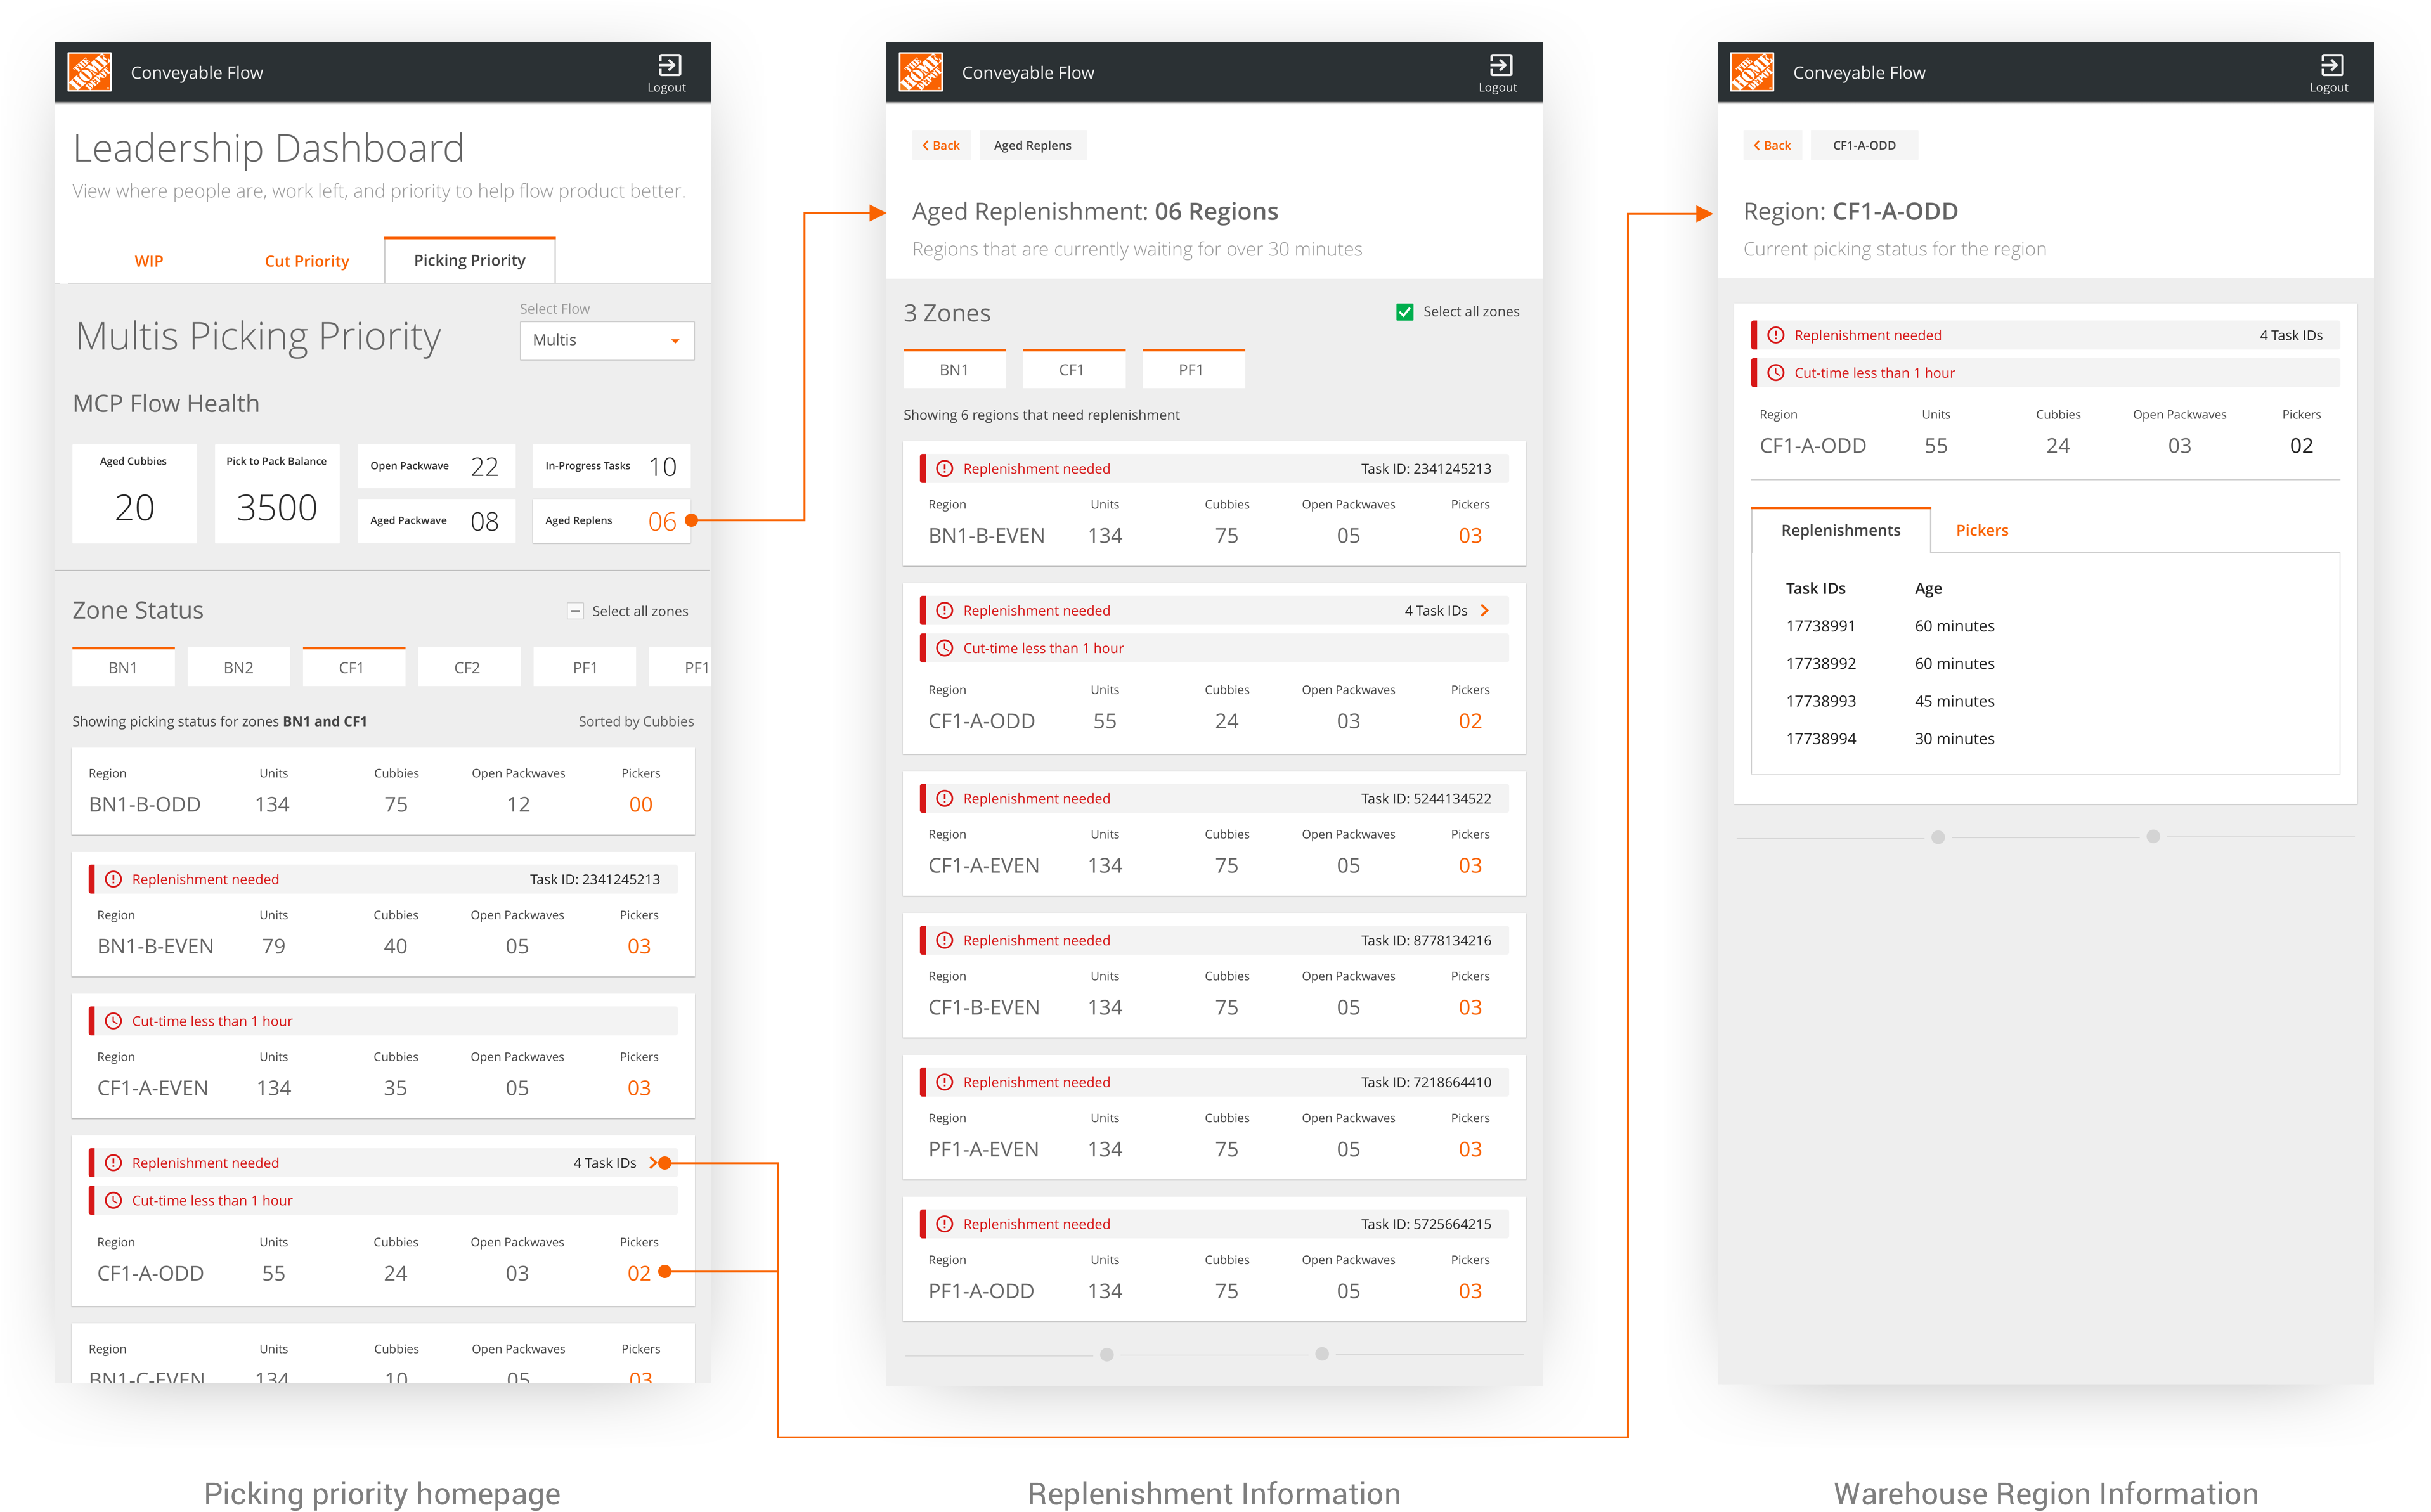 THE HOME DEPOT
Conveyable Flow
Logout
Leadership Dashboard
View where people are, work left, and priority to help flow product better.
WIP
Cut Priority
Picking Priority
Multis Picking Priority
Select Flow
Multis
MCP Flow Health
Aged Cubbies
20
Pick to Pack Balance
3500
Open Packwave 22
In-Progress Tasks 10
Aged Packwave 08
Aged Replens 06
Zone Status
Select all zones
BN1 BN2 CF1 CF2 PF1 PF1
Showing picking status for zones BN1 and CF1
Sorted by Cubbies
Region Units Cubbies Open Packwaves Pickers
BN1-B-ODD 134 75 12 00
Replenishment needed Task ID: 2341245213
Region Units Cubbies Open Packwaves Pickers
BN1-B-EVEN 79 40 05 03
Cut-time less than 1 hour
Region Units Cubbies Open Packwaves Pickers
CF1-A-EVEN 134 35 05 03
Replenishment needed 4 Task IDs
Cut-time less than 1 hour
Region Units Cubbies Open Packwaves Pickers
CF1-A-ODD 55 24 03 02
Region Units Cubbies Open Packwaves Pickers
BN1-C-EVEN 134 10 05 03
Picking priority homepage
THE HOME DEPOT
Conveyable Flow
Logout
Back
Aged Replens
Aged Replenishment: 06 Regions
Regions that are currently waiting for over 30 minutes
3 Zones
Select all zones
BN1 CF1 PF1
Showing 6 regions that need replenishment
Replenishment needed Task ID: 2341245213
Region Units Cubbies Open Packwaves Pickers
BN1-B-EVEN 134 75 05 03
Replenishment needed 4 Task IDs
Cut-time less than 1 hour
Region Units Cubbies Open Packwaves Pickers
CF1-A-ODD 55 24 03 02
Replenishment needed Task ID: 5244134522
Region Units Cubbies Open Packwaves Pickers
CF1-A-EVEN 134 75 05 03
Replenishment needed Task ID: 8778134216
Region Units Cubbies Open Packwaves Pickers
CF1-B-EVEN 134 75 05 03
Replenishment needed Task ID: 7218664410
Region Units Cubbies Open Packwaves Pickers
PF1-A-EVEN 134 75 05 03
Replenishment needed Task ID: 5725664215
Region Units Cubbies Open Packwaves Pickers
PF1-A-ODD 134 75 05 03
Replenishment Information
THE HOME DEPOT
Conveyable Flow
Logout
Back
CF1-A-ODD
Region: CF1-A-ODD
Current picking status for the region
Replenishment needed 4 Task IDs
Cut-time less than 1 hour
Region Units Cubbies Open Packwaves Pickers
CF1-A-ODD 55 24 03 02
Replenishments
Pickers
Task IDs Age
17738991 60 minutes
17738992 60 minutes
17738993 45 minutes
17738994 30 minutes
Warehouse Region Information